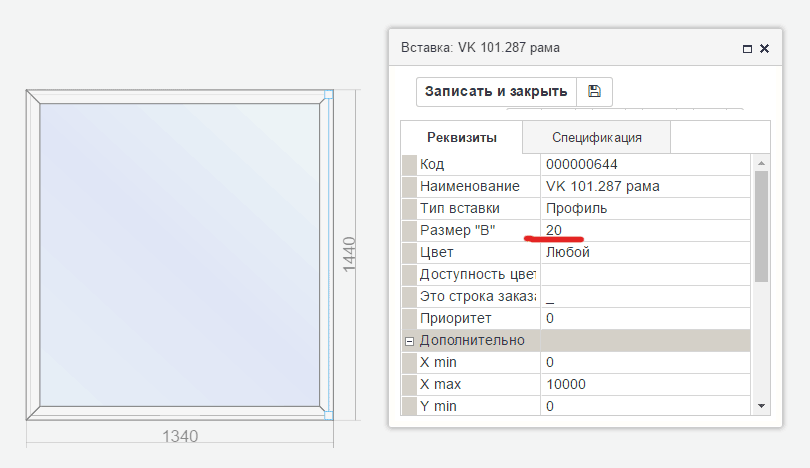 Вставка: VK 101.287 рама
Записать и закрыть
Реквизиты Спецификация
Код 000000644
Наименование VK 101.287 рама
Тип вставки Профиль
Размер "B" 20
Цвет Любой
Доступность цвет
Это строка заказа _
Приоритет 0
Дополнительно
X min 0
X max 10000
Y min 0
1440
1340